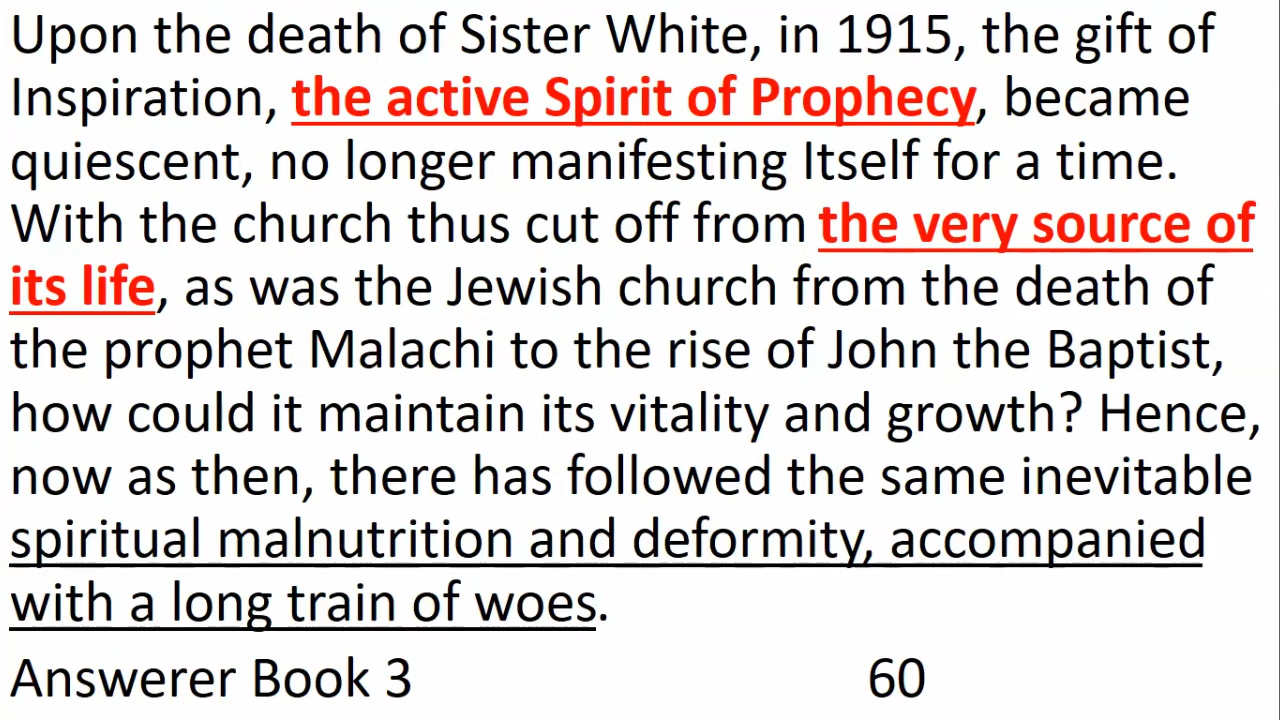 Upon the death of Sister White, in 1915, the gift of
Inspiration, the active Spirit of Prophecy, became
quiescent, no longer manifesting Itself for a time.
With the church thus cut off from the very source of
its life, as was the Jewish church from the death of
the prophet Malachi to the rise of John the Baptist,
how could it maintain its vitality and growth? Hence,
now as then, there has followed the same inevitable
spiritual malnutrition and deformity, accompanied
with a long train of woes.
Answerer Book 3 60